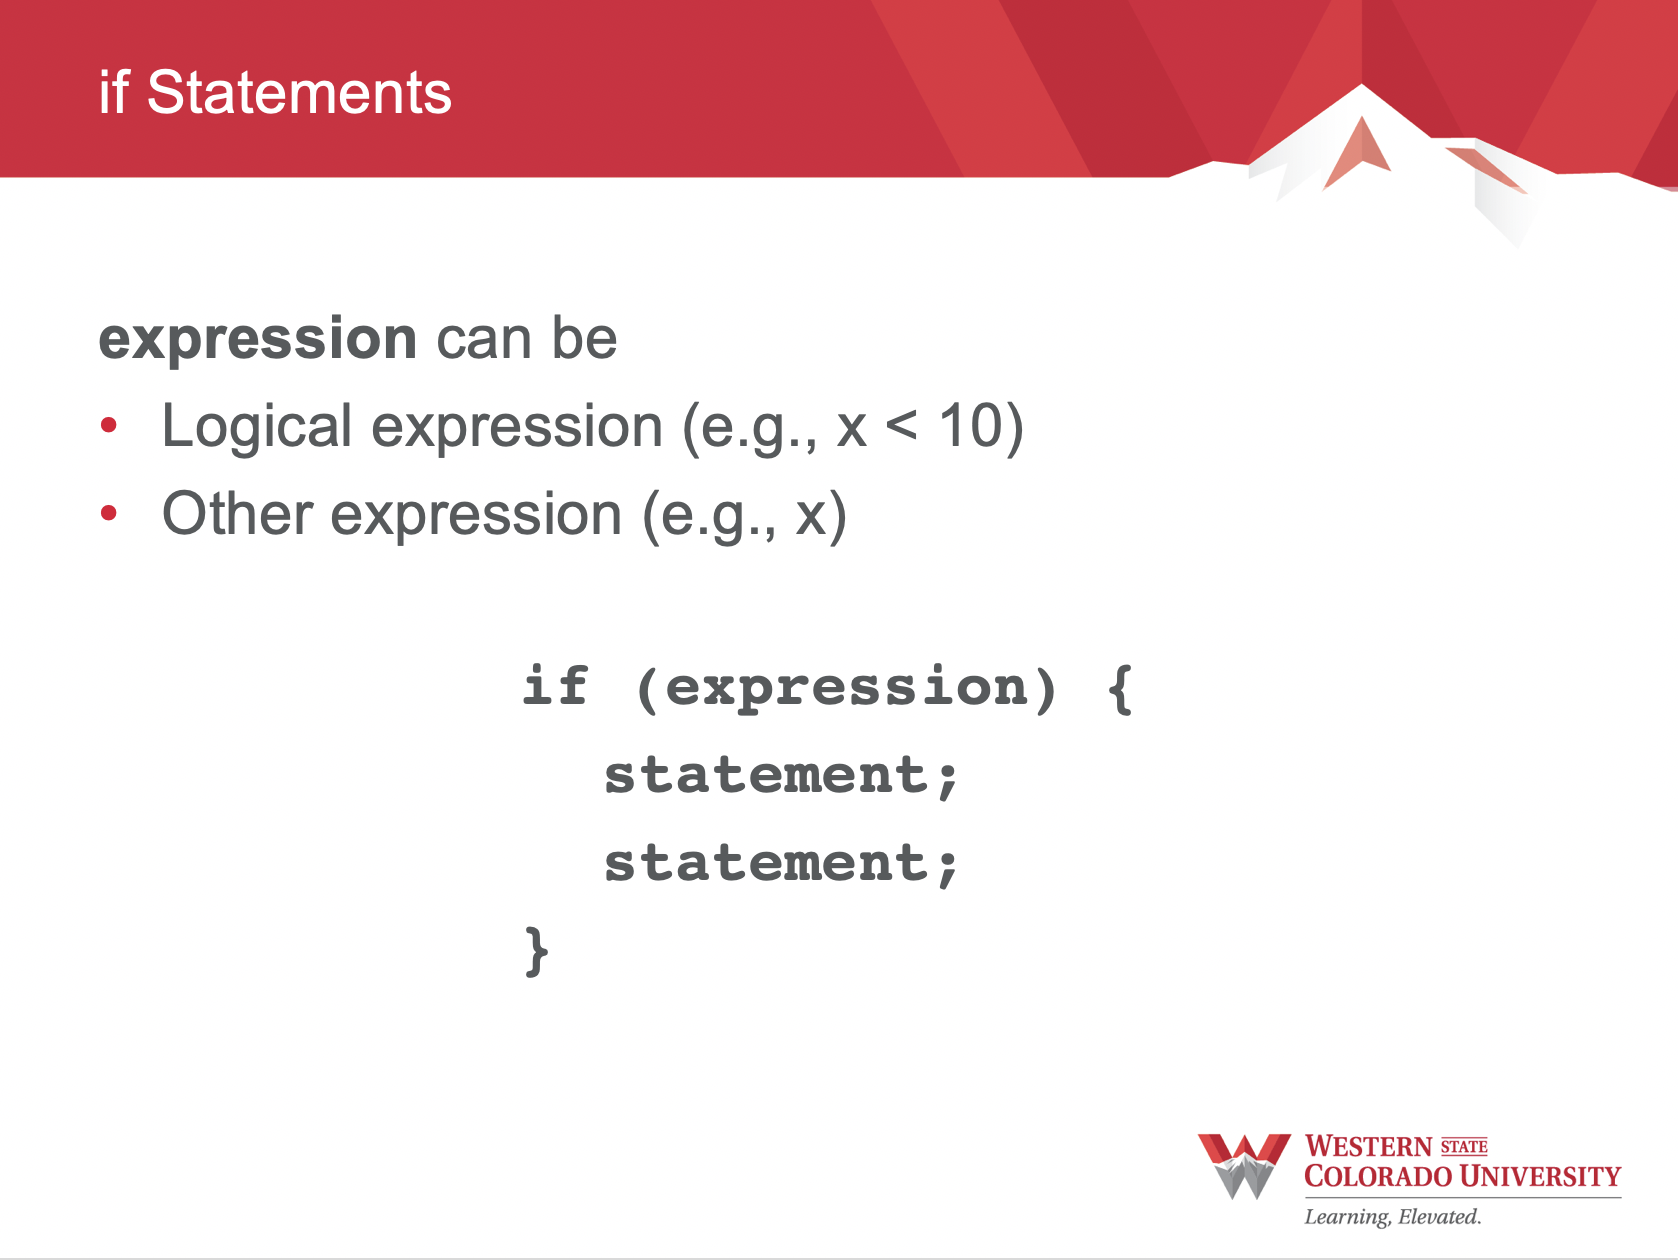 if Statements
expression can be
• Logical expression (e.g., x < 10)
• Other expression (e.g., x)
if (expression) {
statement;
statement;
}
WESTERN STATE
COLORADO UNIVERSITY
Learning, Elevated.